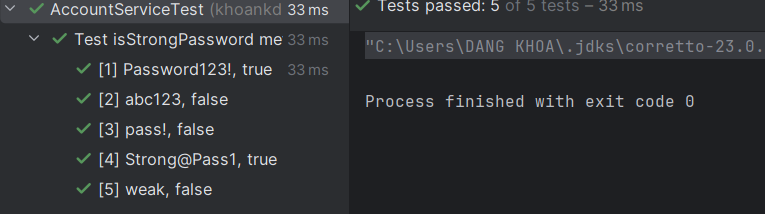 AccountServiceTest (khoankd 33 ms
Test isStrongPassword me 33 ms
[1] Password123!, true 33 ms
[2] abc123, false
[3] pass!, false
[4] Strong@Pass1, true
[5] weak, false
Tests passed: 5 of 5 tests – 33 ms
"C:\Users\DANG KHOA\.jdks\corretto-23.0.
Process finished with exit code 0